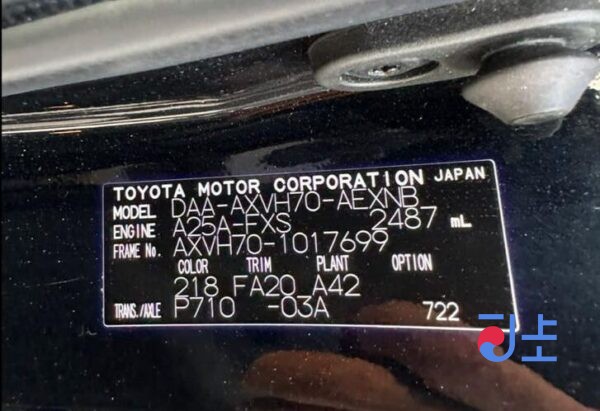 TOYOTA MOTOR CORPORATION JAPAN
MODEL DAA-AXVH70-AEXNB
ENGINE A25A-FXS 2487 mL
FRAME No. AXVH70-1017699
COLOR TRIM PLANT OPTION
218 FA20 A42
TRANS./AXLE P710 -03A 722